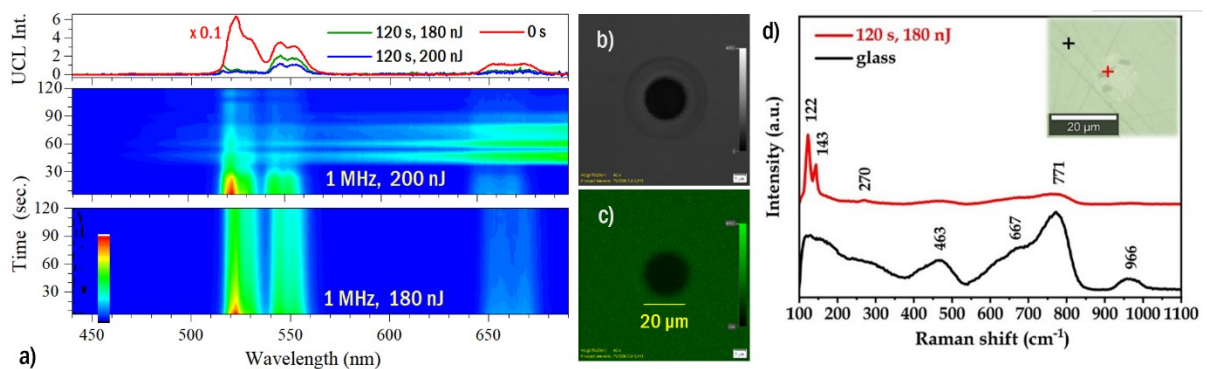 UCL Int.
6
4
2
0
x 0.1
120 s, 180 nJ
120 s, 200 nJ
0 s
Time (sec.)
120
90
60
30
1 MHz, 200 nJ
120
90
60
30
1 MHz, 180 nJ
450 500 550 600 650
Wavelength (nm)
a)
b)
c)
20 µm
d)
120 s, 180 nJ
glass
20 µm
Intensity (a.u.)
122
143
270
771
463
667
966
100 200 300 400 500 600 700 800 900 1000 1100
Raman shift (cm⁻¹)